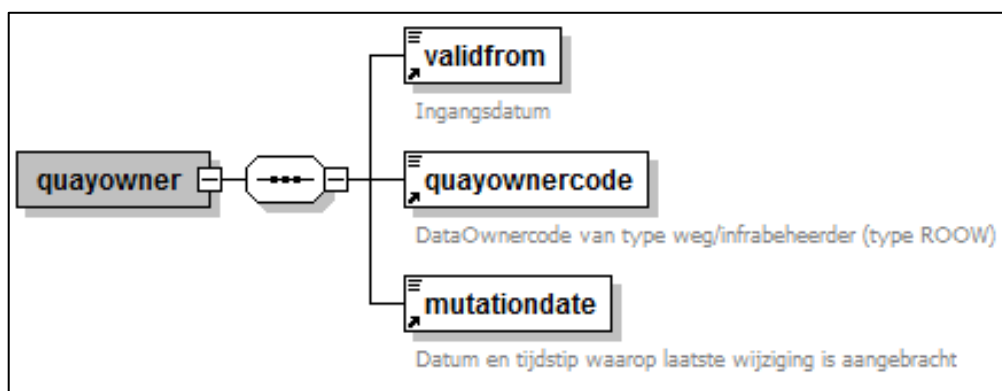 validfrom
Ingangsdatum
quayowner
quayownercode
DataOwnercode van type weg/infrabeheerder (type ROOW)
mutationdate
Datum en tijdstip waarop laatste wijziging is aangebracht